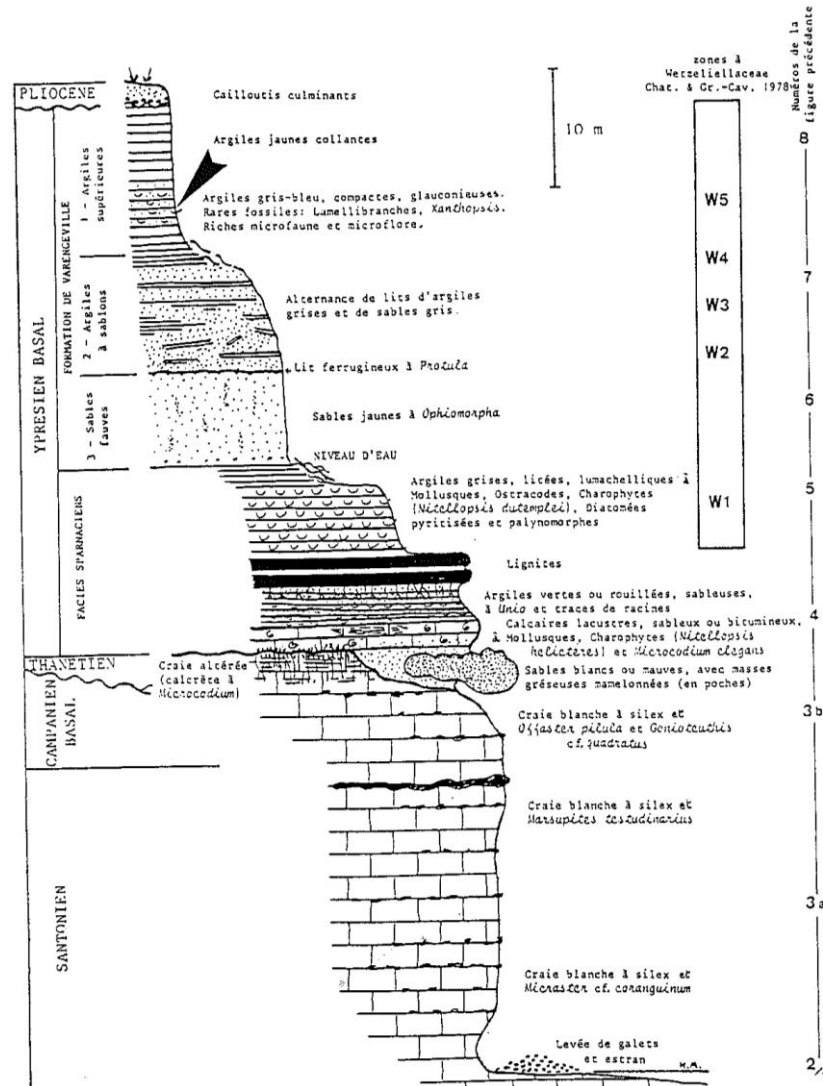 Numéros de la
figure précédente
zones à
Wetzeliellaceae
Chat. & Gr.-Cav, 1978
PLIOCENE
Cailloutis culminants
10 m
8
Argiles jaunes collantes
YPRESIEN BASAL
FORMATION DE VARENGEVILLE
1 - Argiles
supérieures
Argiles gris-bleu, compactes, glauconieuses.
Rares fossiles: Lamellibranches, Xanthopsis.
Riches microfaune et microflore.
W5
W4
7
2 - Argiles
à sablons
Alternance de lits d'argiles
grises et de sables gris.
W3
W2
Lit ferrugineux à Protula
6
3 - Sables
fauves
Sables jaunes à Ophiomorpha
NIVEAU D'EAU
FACIES SPARNACIENS
Argiles grises, litées, lumachelliques à
Mollusques, Ostracodes, Charophytes
(Nitellopsis dutemplei), Diatomées
pyritisées et palynomorphes
W1
5
Lignites
Argiles vertes ou rouillées, sableuses,
à Unio et traces de racines
4
Calcaires lacustres, sableux ou bitumineux,
à Mollusques, Charophytes (Nitellopsis
helicteres) et Microcodium elegans
THANETIEN
Craie altérée
(calcrète à
Microcodium)
Sables blancs ou mauves, avec masses
gréseuses mamelonnées (en poches)
CAMPANIEN
BASAL
3b
Craie blanche à silex et
Offaster pilula et Gonioteuthis
cf. quadratus
SANTONIEN
Craie blanche à silex et
Marsupites testudinarius
3a
Craie blanche à silex et
Micraster cf. coranguinum
Levée de galets
et estran
H.M.
2